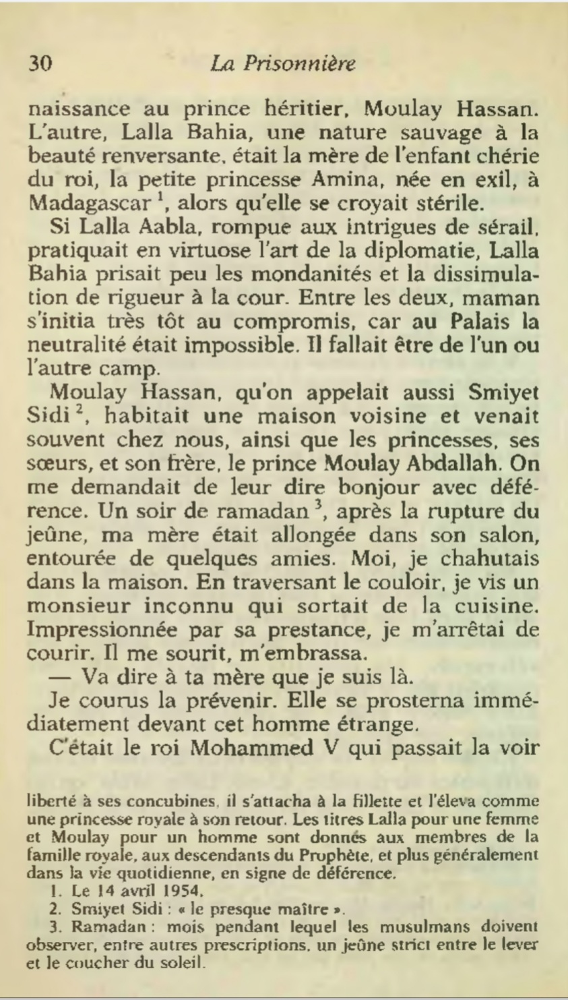 30 La Prisonnière
naissance au prince héritier, Moulay Hassan.
L'autre, Lalla Bahia, une nature sauvage à la
beauté renversante, était la mère de l'enfant chérie
du roi, la petite princesse Amina, née en exil, à
Madagascar ¹, alors qu'elle se croyait stérile.
Si Lalla Aabla, rompue aux intrigues de sérail,
pratiquait en virtuose l'art de la diplomatie, Lalla
Bahia prisait peu les mondanités et la dissimula-
tion de rigueur à la cour. Entre les deux, maman
s'initia très tôt au compromis, car au Palais la
neutralité était impossible. Il fallait être de l'un ou
l'autre camp.
Moulay Hassan, qu'on appelait aussi Smiyet
Sidi ², habitait une maison voisine et venait
souvent chez nous, ainsi que les princesses, ses
sœurs, et son frère, le prince Moulay Abdallah. On
me demandait de leur dire bonjour avec défé-
rence. Un soir de ramadan ³, après la rupture du
jeûne, ma mère était allongée dans son salon,
entourée de quelques amies. Moi, je chahutais
dans la maison. En traversant le couloir, je vis un
monsieur inconnu qui sortait de la cuisine.
Impressionnée par sa prestance, je m'arrêtai de
courir. Il me sourit, m'embrassa.
— Va dire à ta mère que je suis là.
Je courus la prévenir. Elle se prosterna immé-
diatement devant cet homme étrange.
C'était le roi Mohammed V qui passait la voir
liberté à ses concubines, il s'attacha à la fillette et l'éleva comme
une princesse royale à son retour. Les titres Lalla pour une femme
et Moulay pour un homme sont donnés aux membres de la
famille royale, aux descendants du Prophète, et plus généralement
dans la vie quotidienne, en signe de déférence.
1. Le 14 avril 1954.
2. Smiyet Sidi : « le presque maître ».
3. Ramadan : mois pendant lequel les musulmans doivent
observer, entre autres prescriptions, un jeûne strict entre le lever
et le coucher du soleil.